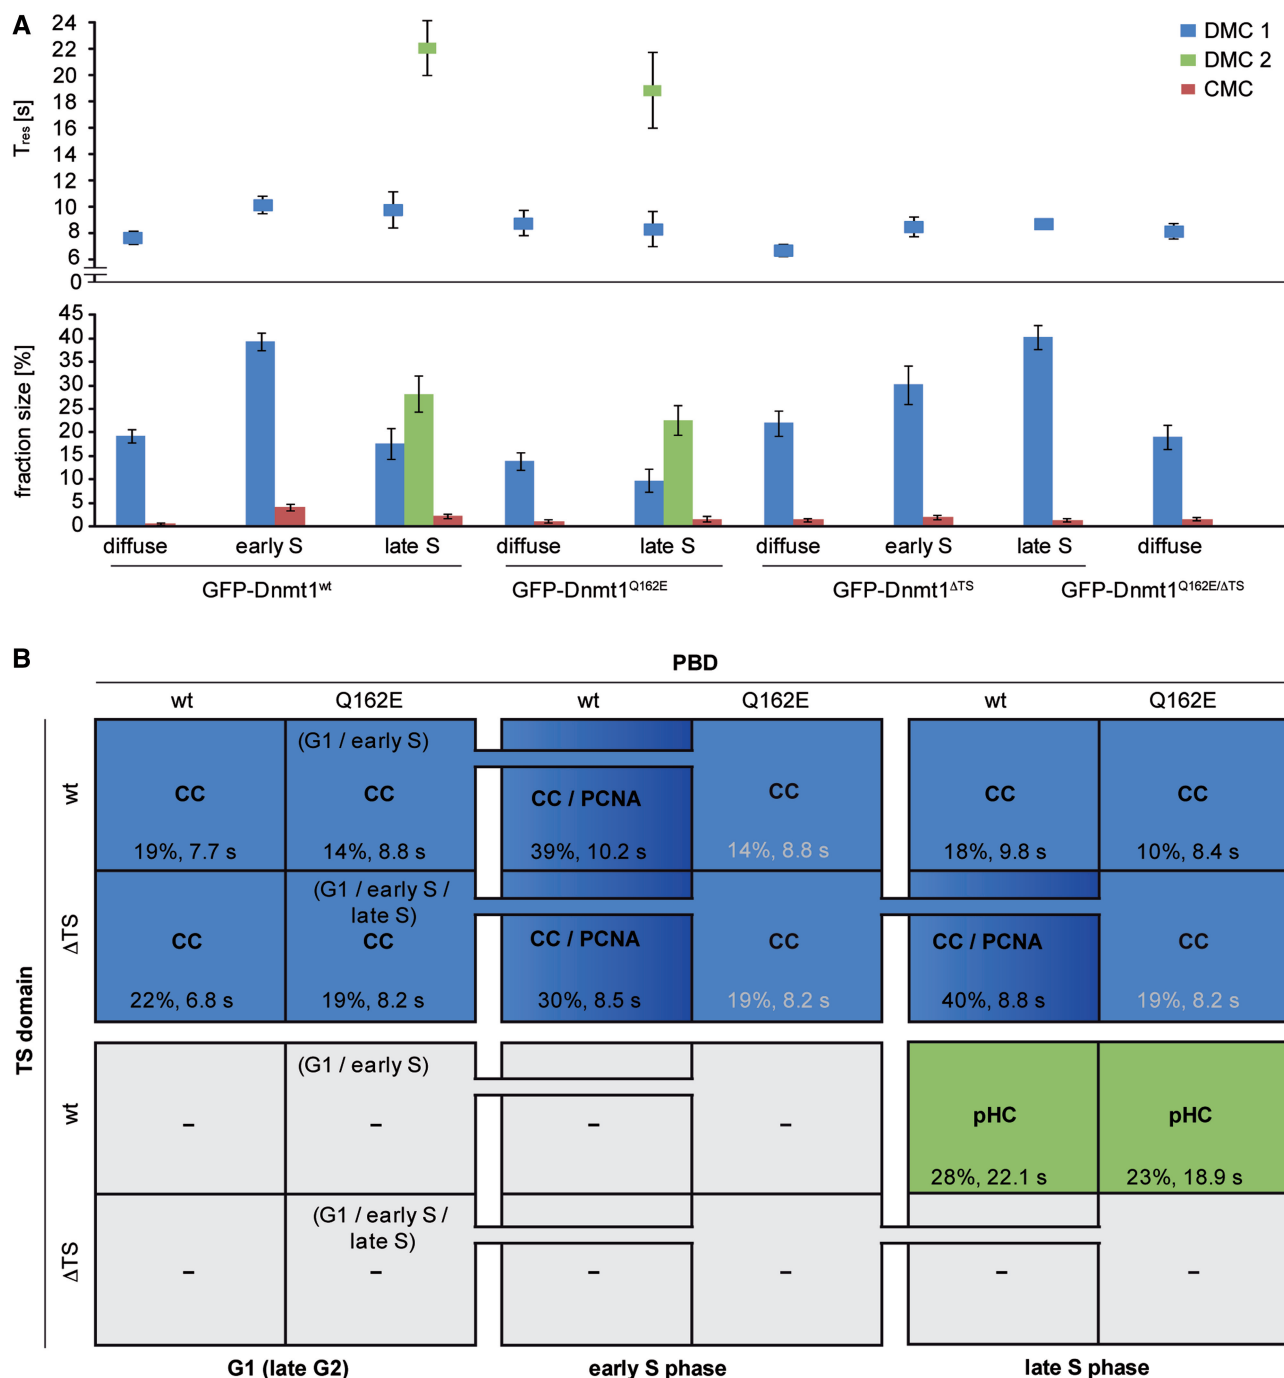 A
Tres [s]
24
22
20
18
16
14
12
10
8
6
0
DMC 1
DMC 2
CMC
fraction size [%]
45
40
35
30
25
20
15
10
5
0
diffuse early S late S diffuse late S diffuse early S late S diffuse
GFP-Dnmt1wt GFP-Dnmt1Q162E GFP-Dnmt1ΔTS GFP-Dnmt1Q162E/ΔTS
B
PBD
wt Q162E wt Q162E wt Q162E
TS domain
wt
(G1 / early S)
CC CC CC / PCNA CC CC CC
19%, 7.7 s 14%, 8.8 s 39%, 10.2 s 14%, 8.8 s 18%, 9.8 s 10%, 8.4 s
ΔTS
(G1 / early S /
late S)
CC CC CC / PCNA CC CC / PCNA CC
22%, 6.8 s 19%, 8.2 s 30%, 8.5 s 19%, 8.2 s 40%, 8.8 s 19%, 8.2 s
wt
(G1 / early S)
– – – – pHC pHC
28%, 22.1 s 23%, 18.9 s
ΔTS
(G1 / early S /
late S)
– – – – – –
G1 (late G2) early S phase late S phase